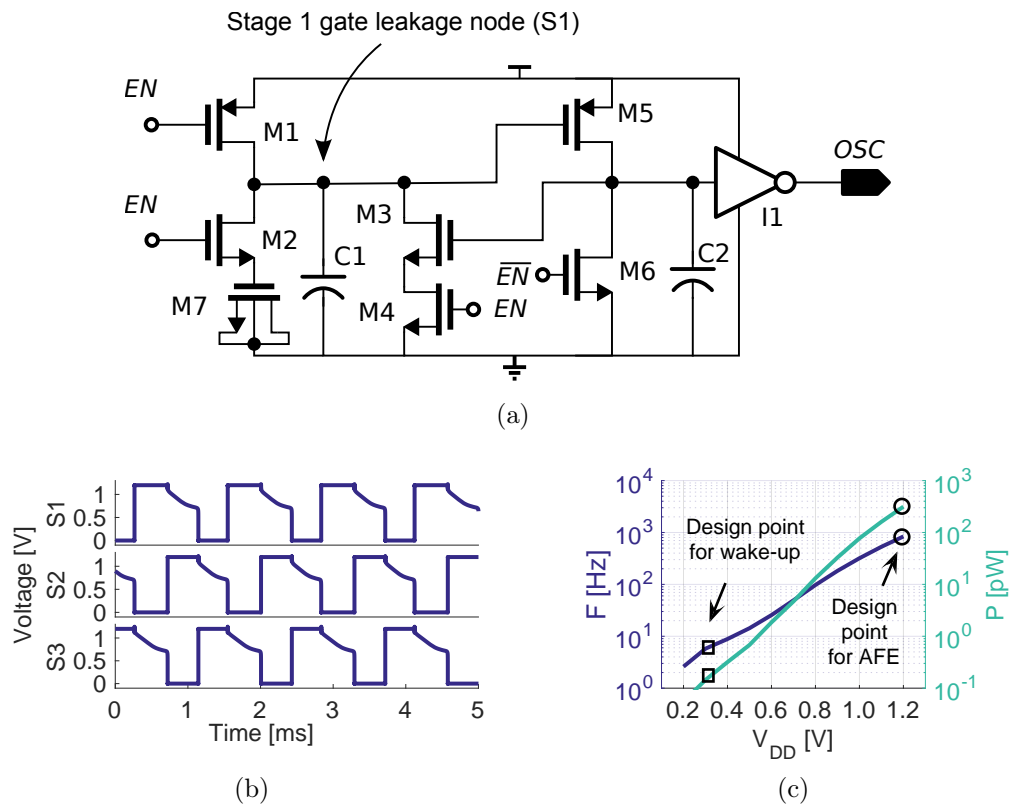 Stage 1 gate leakage node (S1)
EN
M1
M5
OSC
EN
M2
M3
C1
I1
M7
M4
EN
EN
M6
C2
(a)
Voltage [V]
S1
1
0.5
0
S2
1
0.5
0
S3
1
0.5
0
0 1 2 3 4 5
Time [ms]
(b)
F [Hz]
10^4
10^3
10^2
10^1
10^0
Design point
for wake-up
Design
point
for AFE
P [pW]
10^3
10^2
10^1
10^0
10^-1
0.2 0.4 0.6 0.8 1.0 1.2
V_DD [V]
(c)